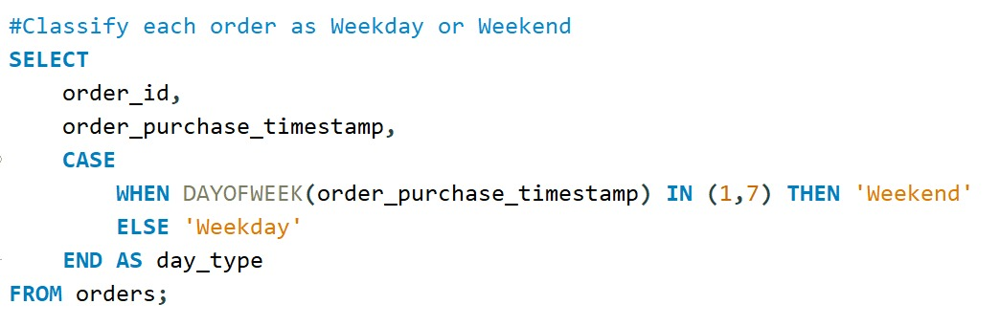 #Classify each order as Weekday or Weekend
SELECT
    order_id,
    order_purchase_timestamp,
    CASE
        WHEN DAYOFWEEK(order_purchase_timestamp) IN (1,7) THEN 'Weekend'
        ELSE 'Weekday'
    END AS day_type
FROM orders;